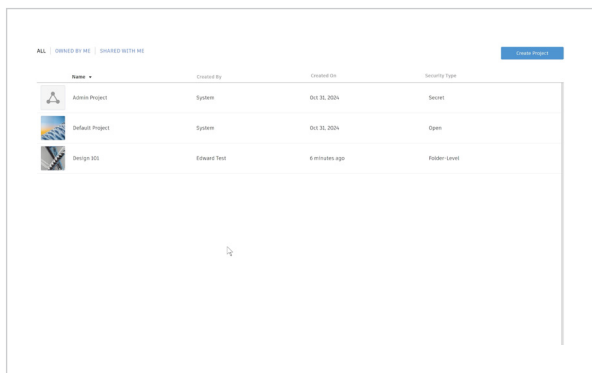 ALL | OWNED BY ME | SHARED WITH ME
Create Project
Name ▾ Created By Created On Security Type
Admin Project System Oct 31, 2024 Secret
Default Project System Oct 31, 2024 Open
Design 101 Edward Test 6 minutes ago Folder-Level